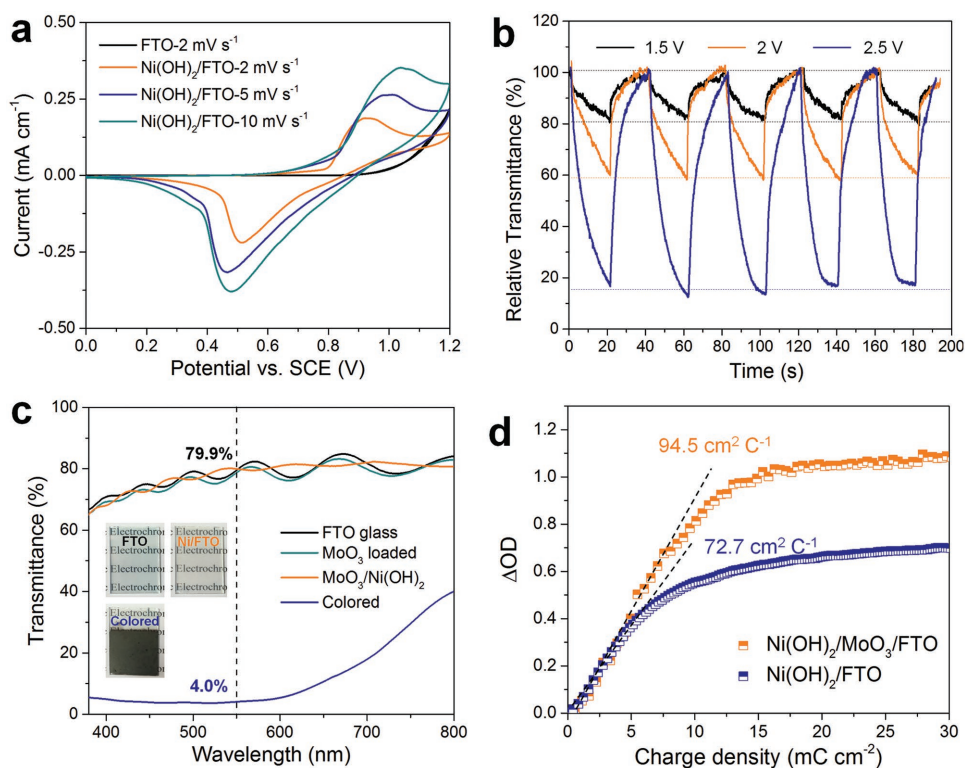 a
FTO-2 mV s⁻¹
Ni(OH)₂/FTO-2 mV s⁻¹
Ni(OH)₂/FTO-5 mV s⁻¹
Ni(OH)₂/FTO-10 mV s⁻¹
0.50
0.25
0.00
-0.25
-0.50
Current (mA cm⁻¹)
0.0 0.2 0.4 0.6 0.8 1.0 1.2
Potential vs. SCE (V)
b
1.5 V 2 V 2.5 V
120
100
80
60
40
20
0
Relative Transmittance (%)
0 20 40 60 80 100 120 140 160 180 200
Time (s)
c
100
80
60
40
20
0
Transmittance (%)
79.9%
4.0%
FTO glass
MoO₃ loaded
MoO₃/Ni(OH)₂
Colored
Electrochro
FTO
Ni/FTO
Colored
400 500 600 700 800
Wavelength (nm)
d
94.5 cm² C⁻¹
72.7 cm² C⁻¹
Ni(OH)₂/MoO₃/FTO
Ni(OH)₂/FTO
1.2
1.0
0.8
0.6
0.4
0.2
0.0
ΔOD
0 5 10 15 20 25 30
Charge density (mC cm⁻²)